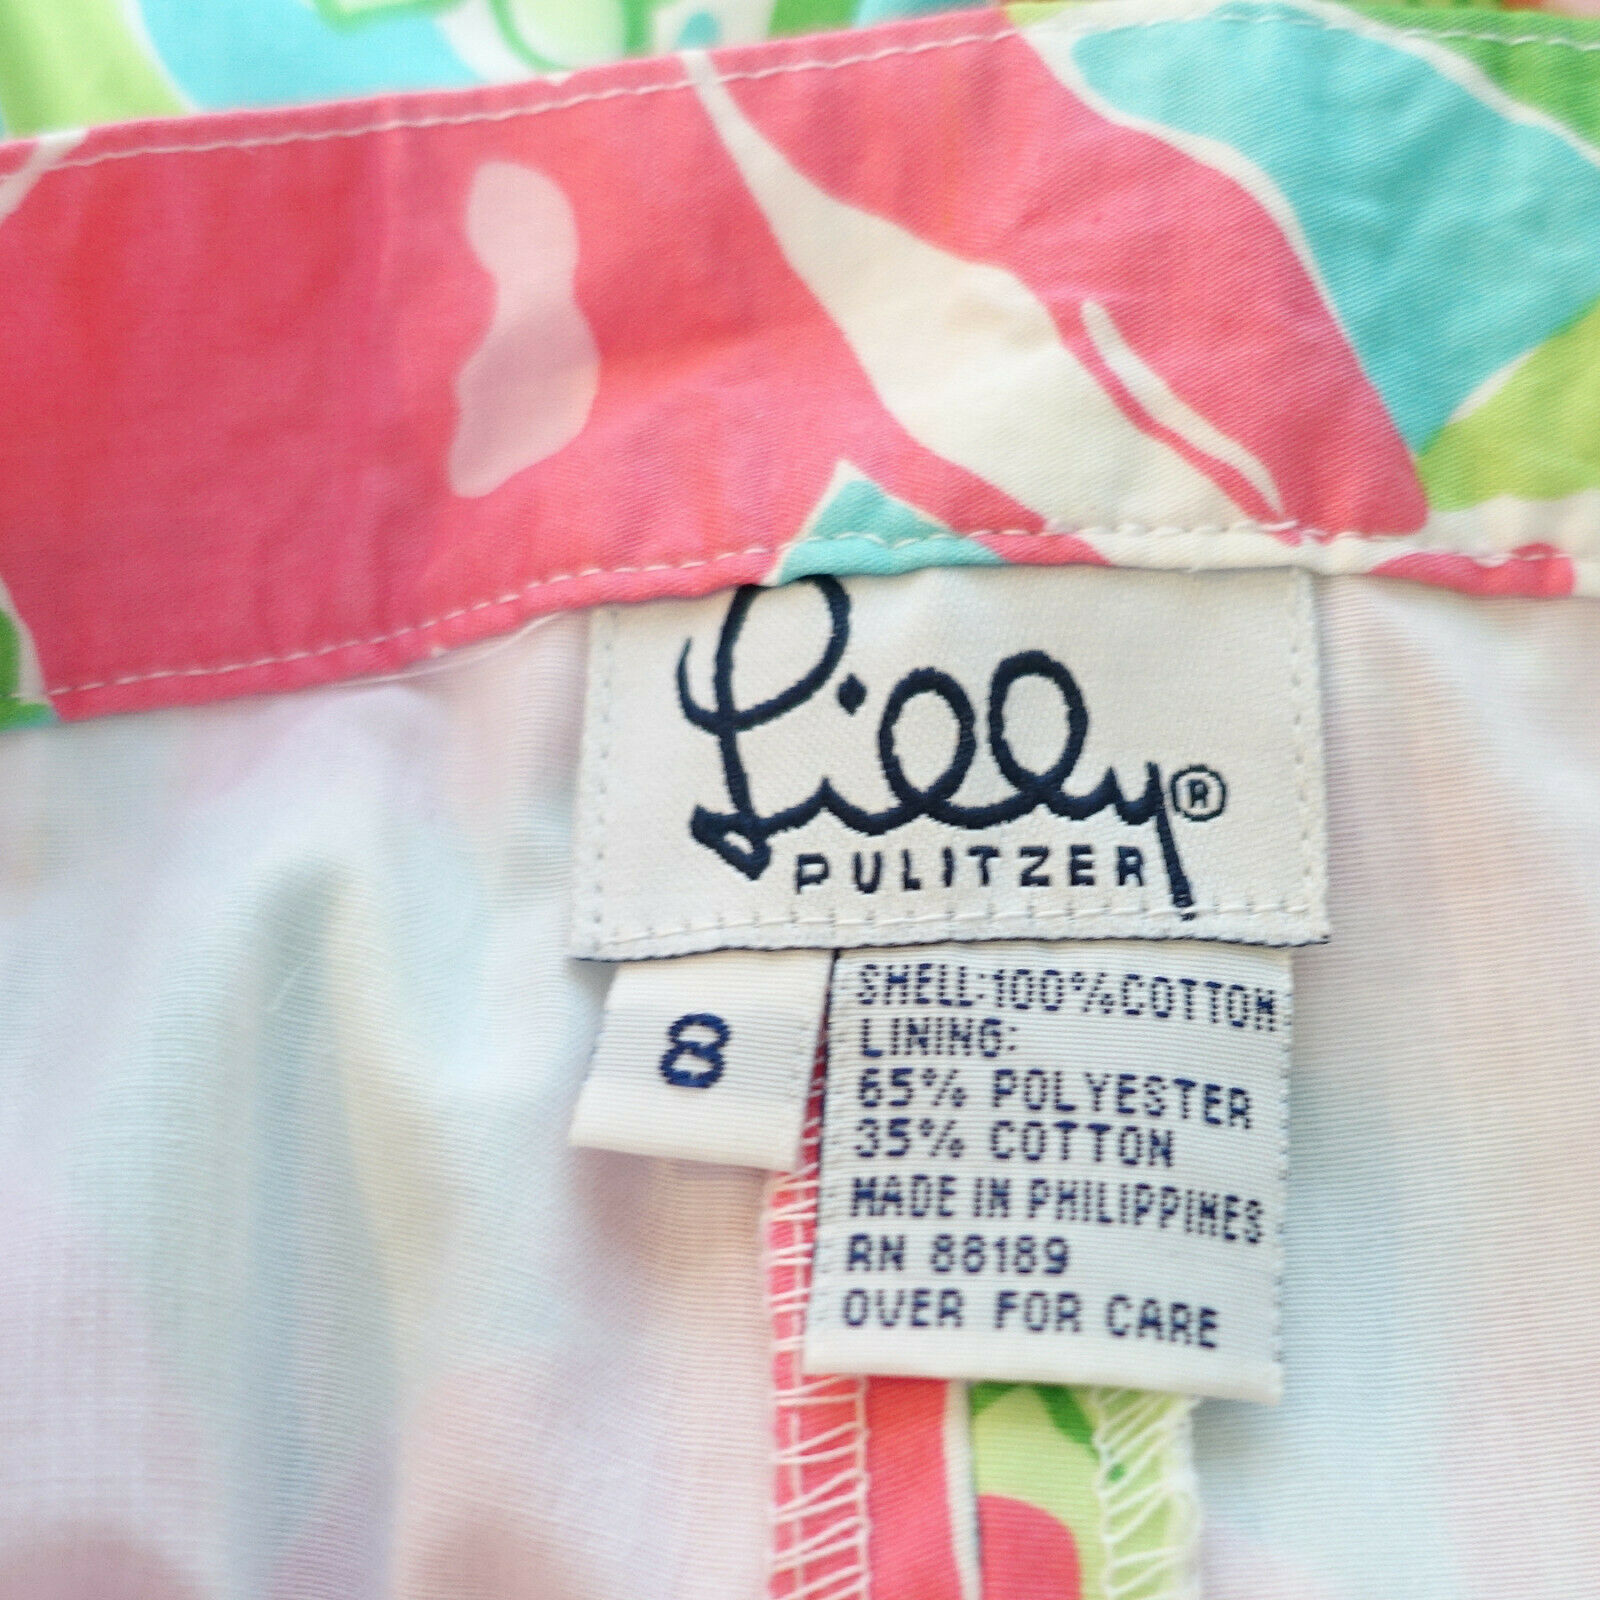 Lilly®
PULITZER
8
SHELL:100%COTTON
LINING:
65% POLYESTER
35% COTTON
MADE IN PHILIPPINES
RN 88189
OVER FOR CARE